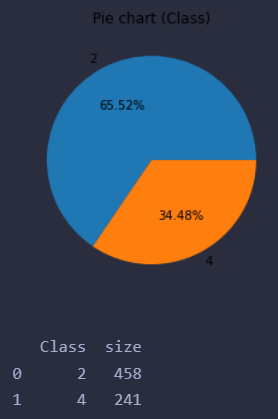 Pie chart (Class)
2
65.52%
34.48%
4
Class size
0 2 458
1 4 241